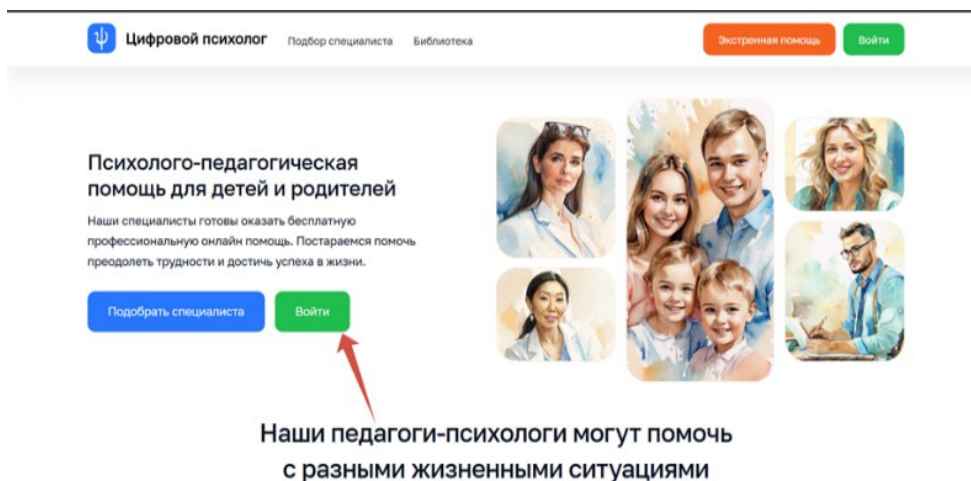 Цифровой психолог Подбор специалиста Библиотека Экстренная помощь Войти
Психолого-педагогическая
помощь для детей и родителей
Наши специалисты готовы оказать бесплатную
профессиональную онлайн помощь. Постараемся помочь
преодолеть трудности и достичь успеха в жизни.
Подобрать специалиста Войти
Наши педагоги-психологи могут помочь
с разными жизненными ситуациями